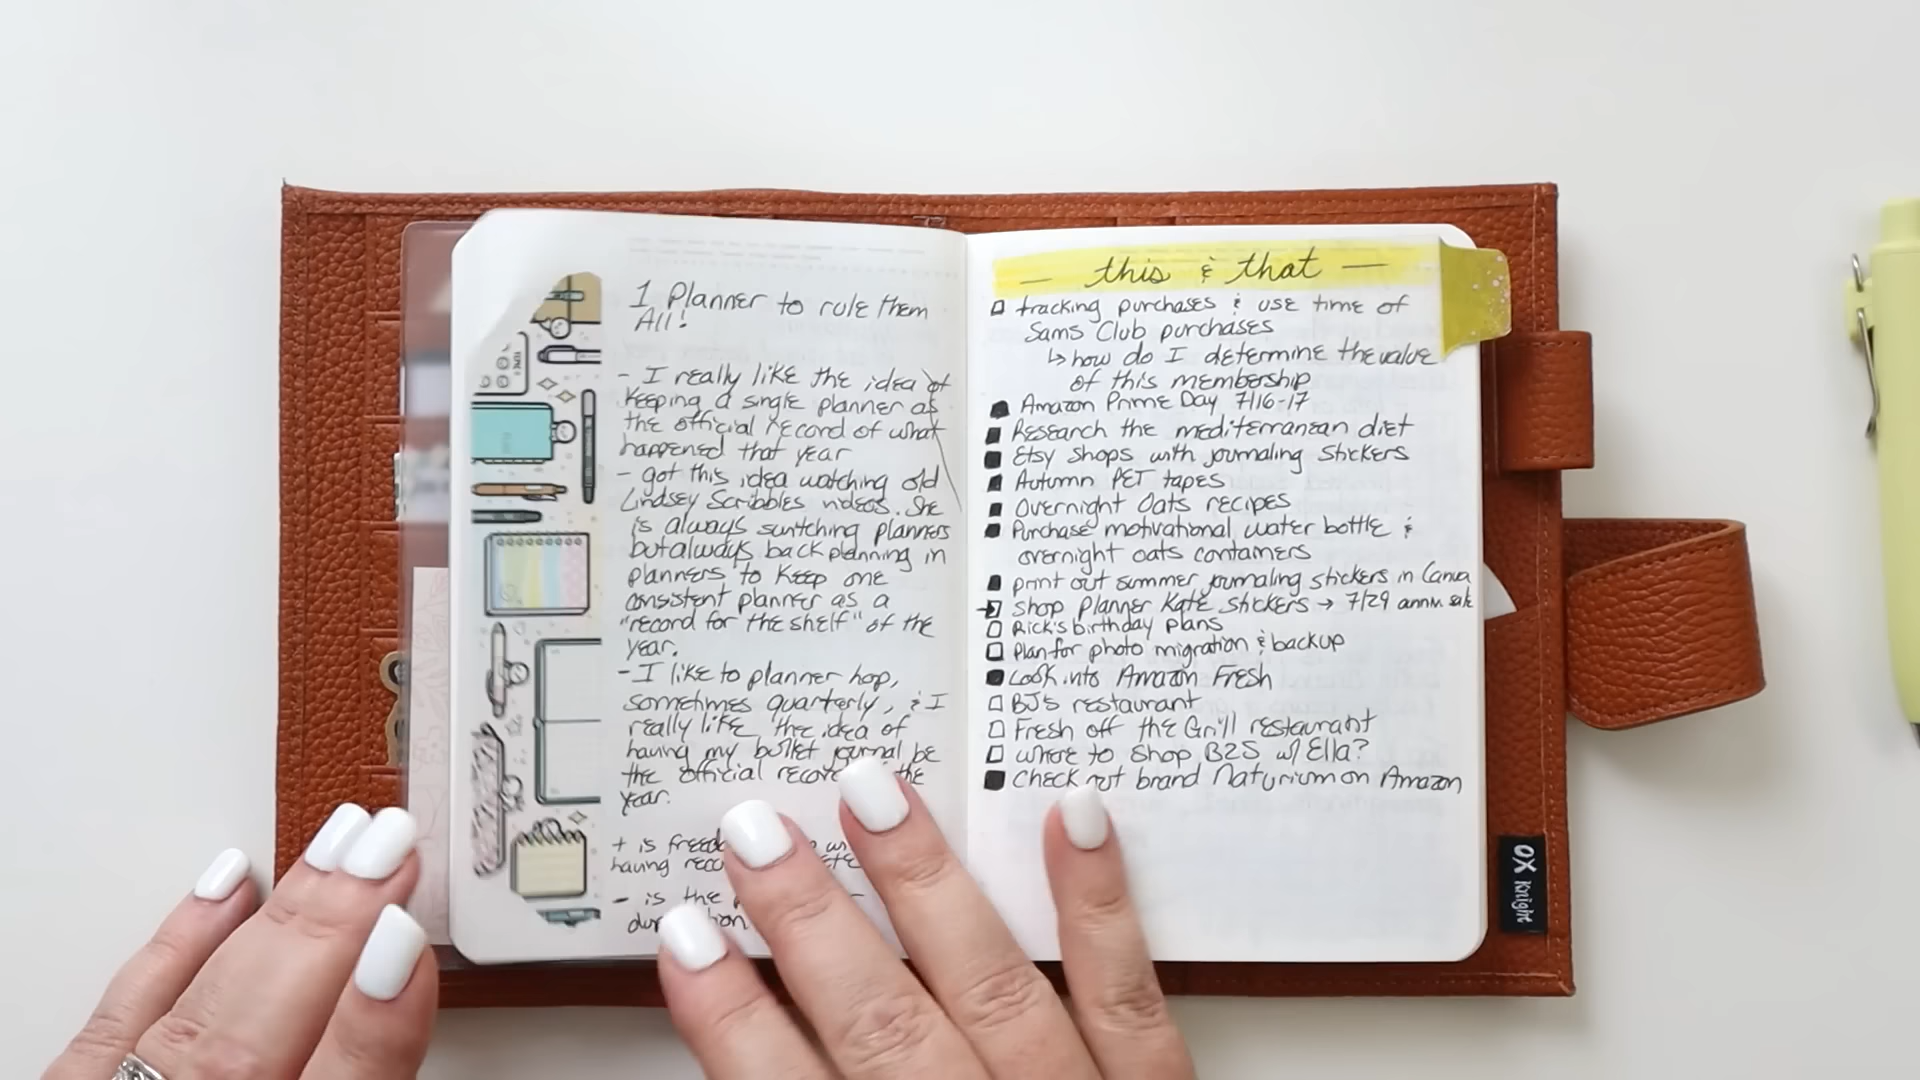 1 Planner to rule them
All!
- I really like the idea of
keeping a single planner as
the official record of what
happened that year
- got this idea watching old
Lindsey Scribbles videos. She
is always switching planners
but always back planning in
planners to keep one
consistent planner as a
"record for the shelf" of the
year.
- I like to planner hop,
sometimes quarterly, & I
really like the idea of
having my bullet journal be
the official the
year.
+ is
having
- is the
this & that
tracking purchases & use time of
Sams Club purchases
↳ how do I determine the value
of this membership
Amazon Prime Day 7/16-17
Research the mediterranean diet
Etsy shops with journaling stickers
Autumn PET tapes
Overnight Oats recipes
Purchase motivational water bottle &
overnight oats containers
print out summer journaling stickers in Canva
Shop Planner Kate stickers → 7/29 anniv. sale
Rick's birthday plans
Plan for photo migration & backup
Look into Amazon Fresh
BJ's restaurant
Fresh off the Grill restaurant
where to shop B2S w/ Ella?
Check out brand Naturium on Amazon
OX Knight